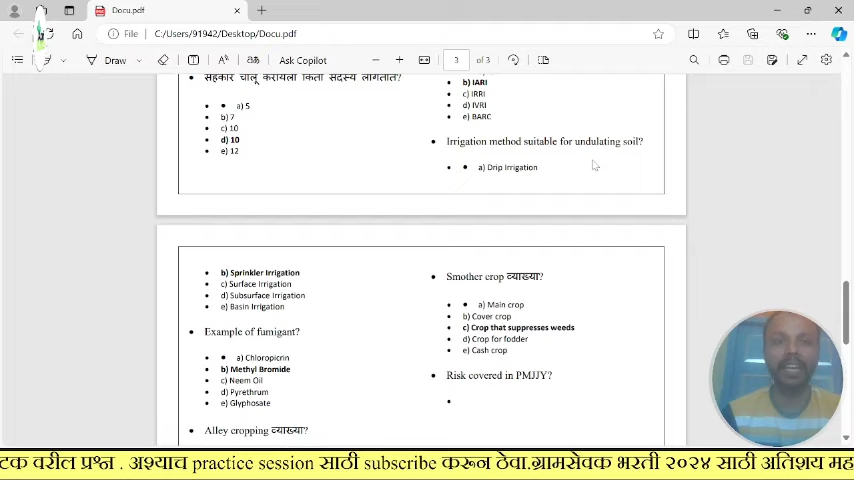 Docu.pdf
File
C:/Users/91942/Desktop/Docu.pdf
Draw
Ask Copilot
3
of 3
सहकार चालू करायला किती सदस्य लागतात?
a) 5
b) 7
c) 10
d) 10
e) 12
b) IARI
c) IRRI
d) IVRI
e) BARC
Irrigation method suitable for undulating soil?
a) Drip Irrigation
b) Sprinkler Irrigation
c) Surface Irrigation
d) Subsurface Irrigation
e) Basin Irrigation
Example of fumigant?
a) Chloropicrin
b) Methyl Bromide
c) Neem Oil
d) Pyrethrum
e) Glyphosate
Alley cropping व्याख्या?
Smother crop व्याख्या?
a) Main crop
b) Cover crop
c) Crop that suppresses weeds
d) Crop for fodder
e) Cash crop
Risk covered in PMJJY?
टक वरील प्रश्न . अश्याच practice session साठी subscribe करून ठेवा.ग्रामसेवक भरती २०२४ साठी अतिशय मह